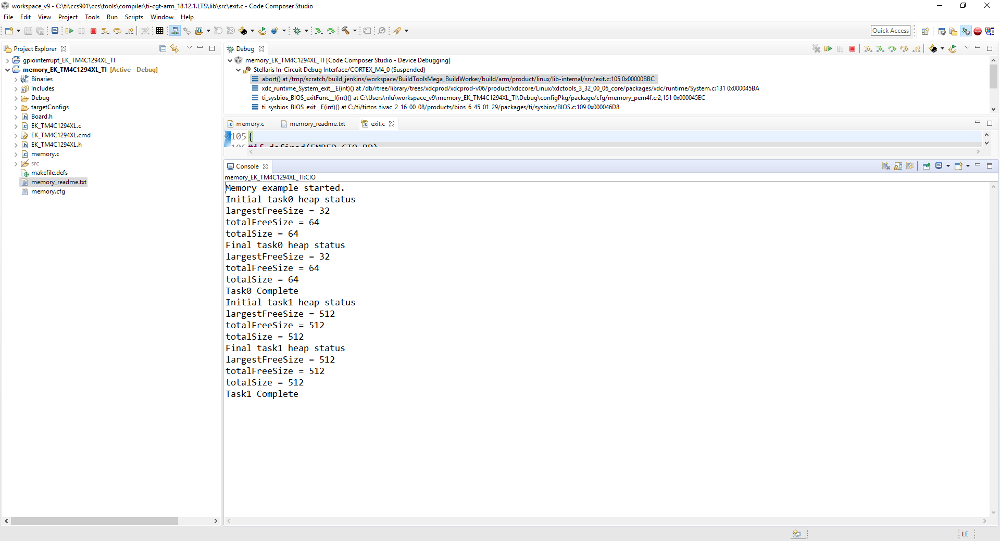 workspace_v9 - C:\ti\ccs901\ccs\tools\compiler\ti-cgt-arm_18.12.1.LTS\lib\src\exit.c - Code Composer Studio
File Edit View Project Tools Run Scripts Window Help
Quick Access
Project Explorer
gpiointerrupt_EK_TM4C1294XL_TI
memory_EK_TM4C1294XL_TI [Active - Debug]
Binaries
Includes
Debug
targetConfigs
Board.h
EK_TM4C1294XL.c
EK_TM4C1294XL.cmd
EK_TM4C1294XL.h
memory.c
src
makefile.defs
memory_readme.txt
memory.cfg
Debug
memory_EK_TM4C1294XL_TI [Code Composer Studio - Device Debugging]
Stellaris In-Circuit Debug Interface/CORTEX_M4_0 (Suspended)
abort() at /tmp/scratch/build_jenkins/workspace/BuildToolsMega_BuildWorker/build/arm/product/linux/lib-internal/src/exit.c:105 0x00000BBC
xdc_runtime_System_exit__E(int)() at /db/rtree/library/trees/xdcprod/xdcprod-v06/product/xdccore/Linux/xdctools_3_32_00_06_core/packages/xdc/runtime/System.c:131 0x000045BA
ti_sysbios_BIOS_exitFunc__I(int)() at C:\Users\nlu\workspace_v9\memory_EK_TM4C1294XL_TI\Debug\configPkg/package/cfg/memory_pem4f.c:2,151 0x000045EC
ti_sysbios_BIOS_exit__E(int)() at C:/ti/tirtos_tivac_2_16_00_08/products/bios_6_45_01_29/packages/ti/sysbios/BIOS.c:109 0x000046D8
memory.c memory_readme.txt exit.c
105 {
106 #if defined(EMBED_CIO_BP)
Console
memory_EK_TM4C1294XL_TI:CIO
Memory example started.
Initial task0 heap status
largestFreeSize = 32
totalFreeSize = 64
totalSize = 64
Final task0 heap status
largestFreeSize = 32
totalFreeSize = 64
totalSize = 64
Task0 Complete
Initial task1 heap status
largestFreeSize = 512
totalFreeSize = 512
totalSize = 512
Final task1 heap status
largestFreeSize = 512
totalFreeSize = 512
totalSize = 512
Task1 Complete
LE